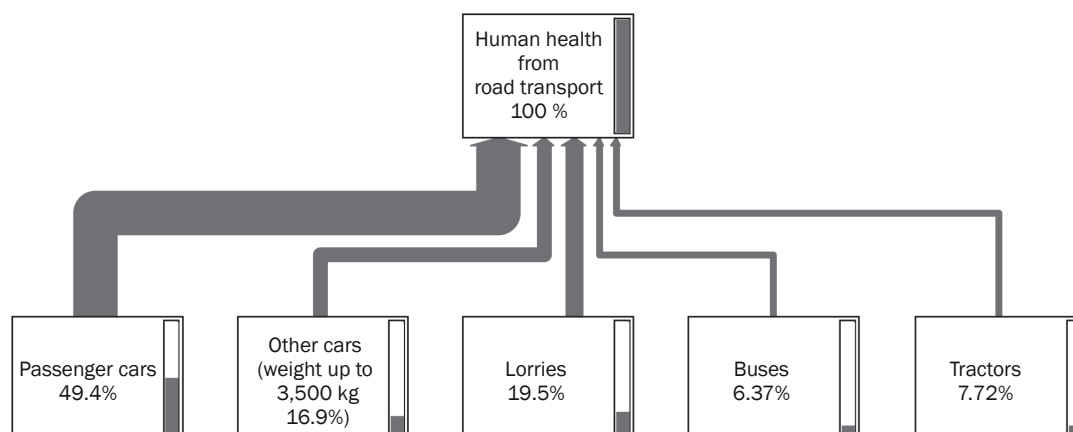 Human health
from
road transport
100 %
Passenger cars
49.4%
Other cars
(weight up to
3,500 kg
16.9%)
Lorries
19.5%
Buses
6.37%
Tractors
7.72%